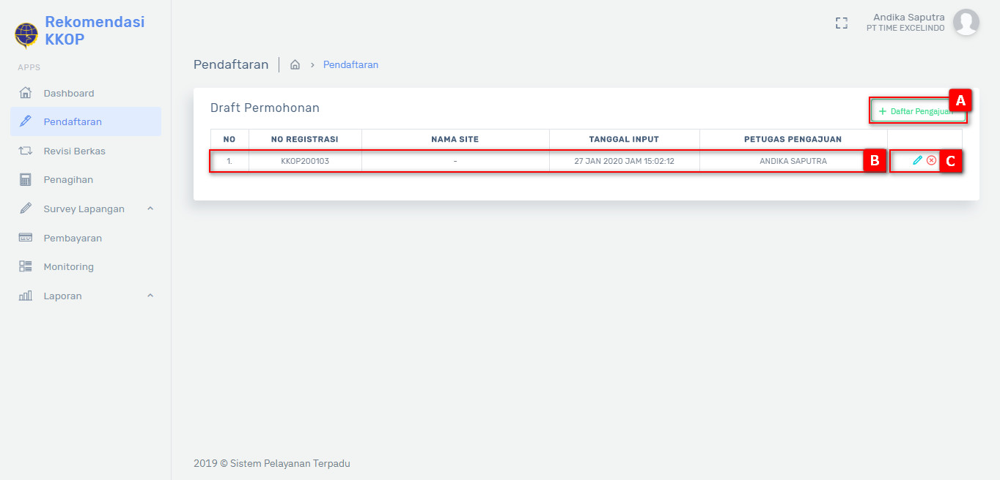 Rekomendasi
KKOP
APPS
Dashboard
Pendaftaran
Revisi Berkas
Penagihan
Survey Lapangan
Pembayaran
Monitoring
Laporan
Andika Saputra
PT TIME EXCELINDO
Pendaftaran
Pendaftaran
Draft Permohonan
+ Daftar Pengajuan
A
NO NO REGISTRASI NAMA SITE TANGGAL INPUT PETUGAS PENGAJUAN
1. KKOP200103 - 27 JAN 2020 JAM 15:02:12 ANDIKA SAPUTRA B C
2019 © Sistem Pelayanan Terpadu